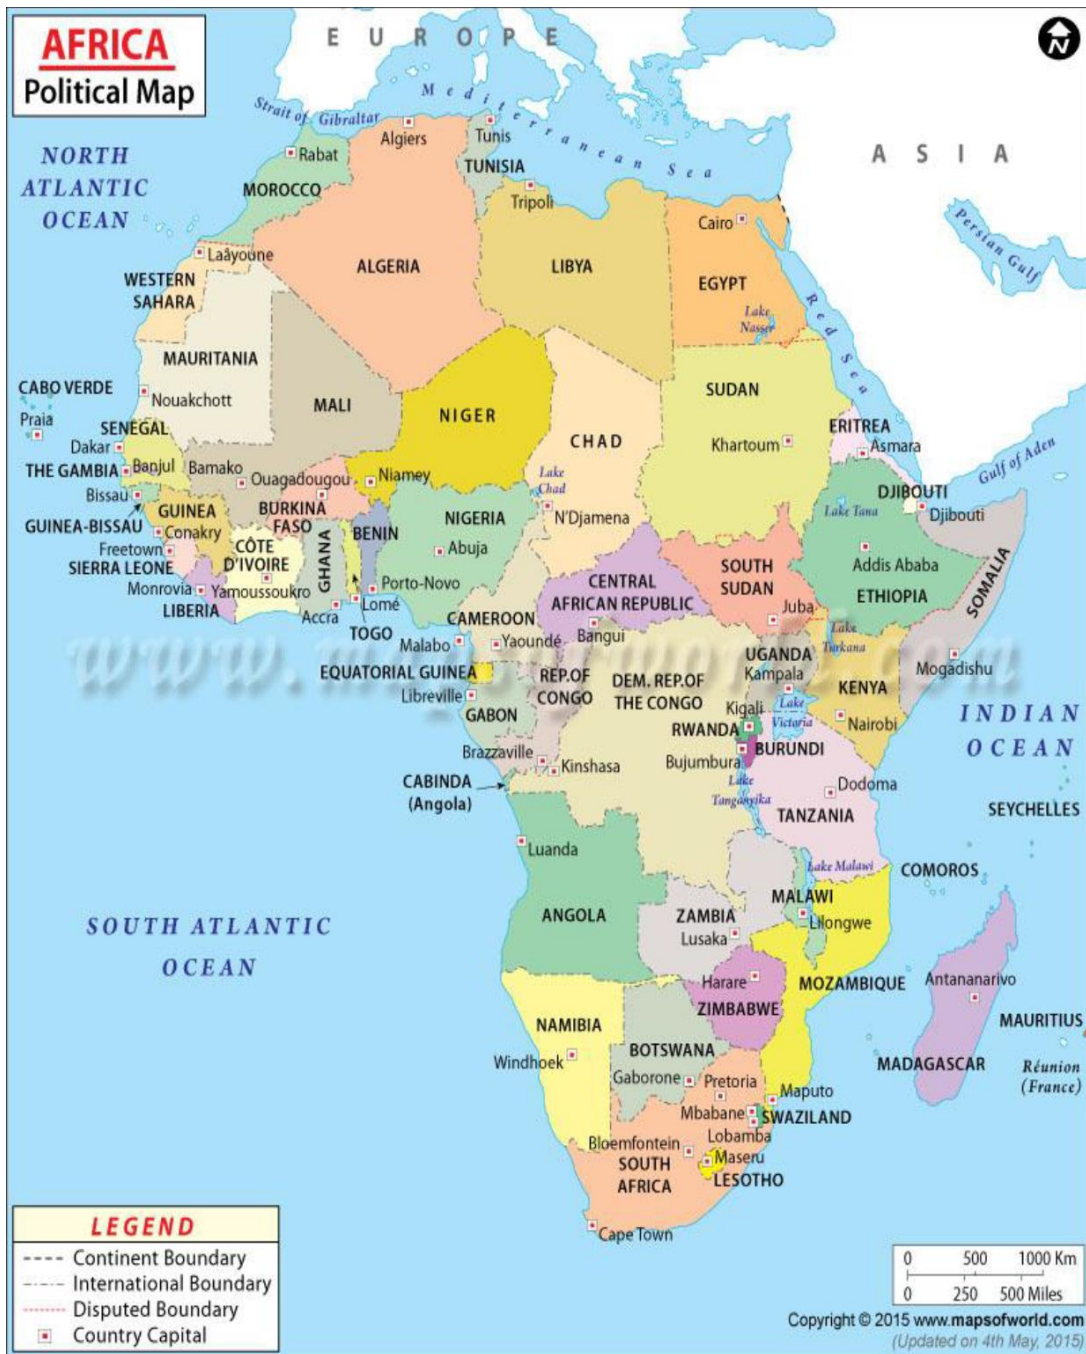 AFRICA
Political Map
EUROPE
N
ASIA
Strait of Gibraltar
Mediterranean Sea
NORTH
ATLANTIC
OCEAN
Persian Gulf
Red Sea
Gulf of Aden
Rabat
MOROCCO
Algiers
ALGERIA
Tunis
TUNISIA
Tripoli
LIBYA
Cairo
EGYPT
Lake
Nasser
Laâyoune
WESTERN
SAHARA
MAURITANIA
Nouakchott
CABO VERDE
Praia
MALI
Bamako
NIGER
Niamey
CHAD
Lake
Chad
N'Djamena
SUDAN
Khartoum
ERITREA
Asmara
DJIBOUTI
Djibouti
Lake Tana
Addis Ababa
ETHIOPIA
SOMALIA
Mogadishu
SENEGAL
Dakar
THE GAMBIA
Banjul
Bissau
GUINEA-BISSAU
GUINEA
Conakry
Freetown
SIERRA LEONE
Monrovia
LIBERIA
CÔTE
D'IVOIRE
Yamoussoukro
Ouagadougou
BURKINA
FASO
GHANA
Accra
TOGO
Lomé
BENIN
Porto-Novo
NIGERIA
Abuja
CAMEROON
Yaoundé
CENTRAL
AFRICAN REPUBLIC
Bangui
SOUTH
SUDAN
Juba
Lake
Turkana
www.mapsofworld.com
Malabo
EQUATORIAL GUINEA
Libreville
GABON
REP.OF
CONGO
Brazzaville
DEM. REP.OF
THE CONGO
Kinshasa
CABINDA
(Angola)
UGANDA
Kampala
KENYA
Nairobi
Lake
Victoria
Kigali
RWANDA
Bujumbura
BURUNDI
Lake
Tanganyika
Dodoma
TANZANIA
INDIAN
OCEAN
SEYCHELLES
COMOROS
Luanda
ANGOLA
ZAMBIA
Lusaka
Lake Malawi
MALAWI
Lilongwe
MOZAMBIQUE
Maputo
Harare
ZIMBABWE
SOUTH ATLANTIC
OCEAN
NAMIBIA
Windhoek
BOTSWANA
Gaborone
Pretoria
Mbabane
SWAZILAND
Lobamba
Bloemfontein
Maseru
LESOTHO
SOUTH
AFRICA
Cape Town
Antananarivo
MADAGASCAR
MAURITIUS
Réunion
(France)
LEGEND
Continent Boundary
International Boundary
Disputed Boundary
Country Capital
0 500 1000 Km
0 250 500 Miles
Copyright © 2015 www.mapsofworld.com
(Updated on 4th May, 2015)